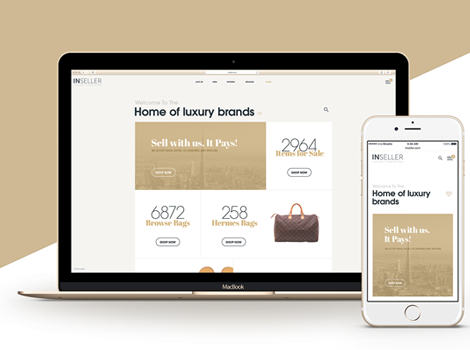 INSELLER
Welcome To The
Home of luxury brands
Sell with us. It Pays!
SHOP NOW
2964
Items for Sale
6872
Browse Bags
SHOP NOW
258
Hermes Bags
SHOP NOW
MacBook
INSELLER
Welcome To The
Home of luxury
brands
Sell with us.
It Pays!
SHOP NOW